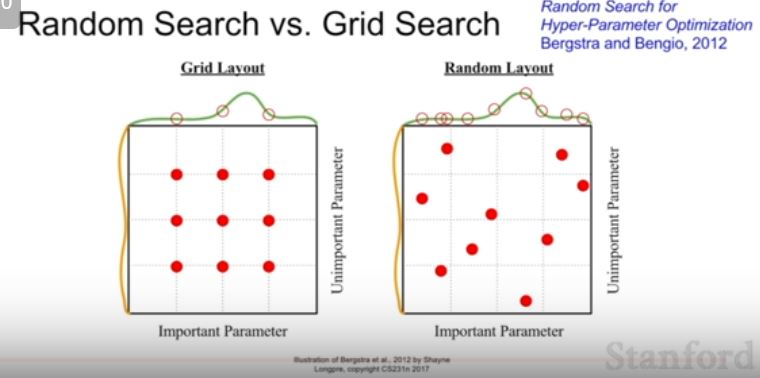 0
Random Search vs. Grid Search
Random Search for
Hyper-Parameter Optimization
Bergstra and Bengio, 2012
Grid Layout
Random Layout
Unimportant Parameter
Unimportant Parameter
Important Parameter
Important Parameter
Illustration of Bergstra et al., 2012 by Shayne
Longpre, copyright CS231n 2017
Stanford